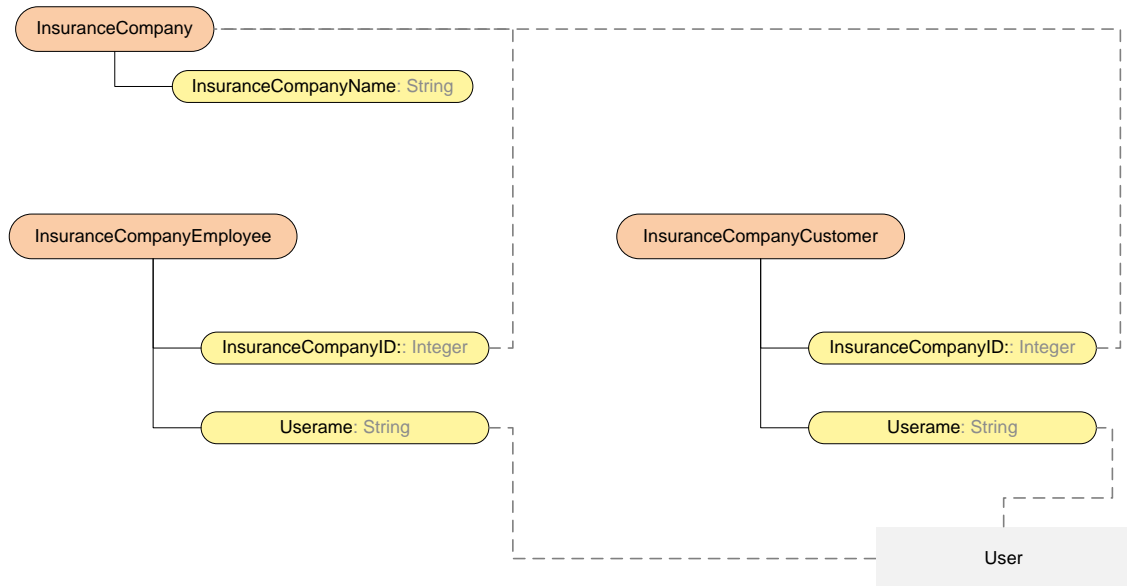 InsuranceCompany
InsuranceCompanyName: String
InsuranceCompanyEmployee
InsuranceCompanyCustomer
InsuranceCompanyID:: Integer
InsuranceCompanyID:: Integer
Userame: String
Userame: String
User